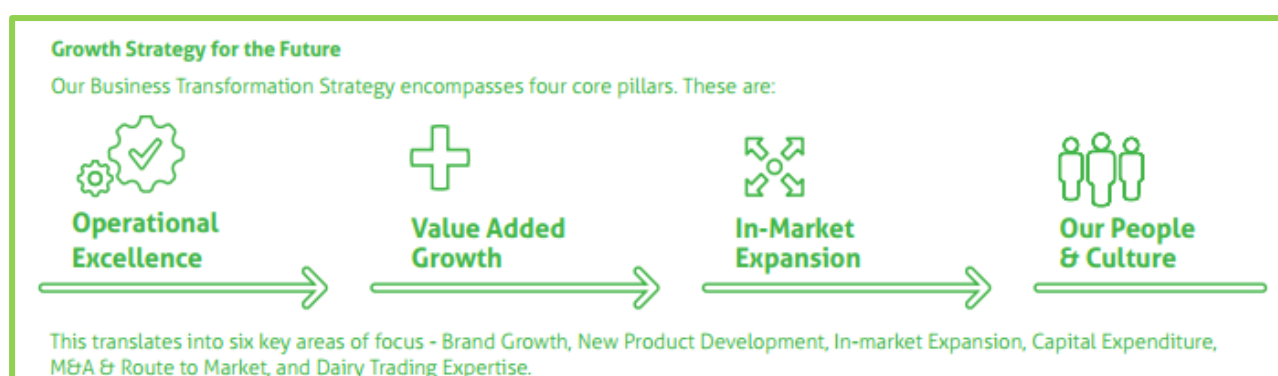 Growth Strategy for the Future
Our Business Transformation Strategy encompasses four core pillars. These are:
Operational
Excellence
Value Added
Growth
In-Market
Expansion
Our People
& Culture
This translates into six key areas of focus - Brand Growth, New Product Development, In-market Expansion, Capital Expenditure,
M&A & Route to Market, and Dairy Trading Expertise.